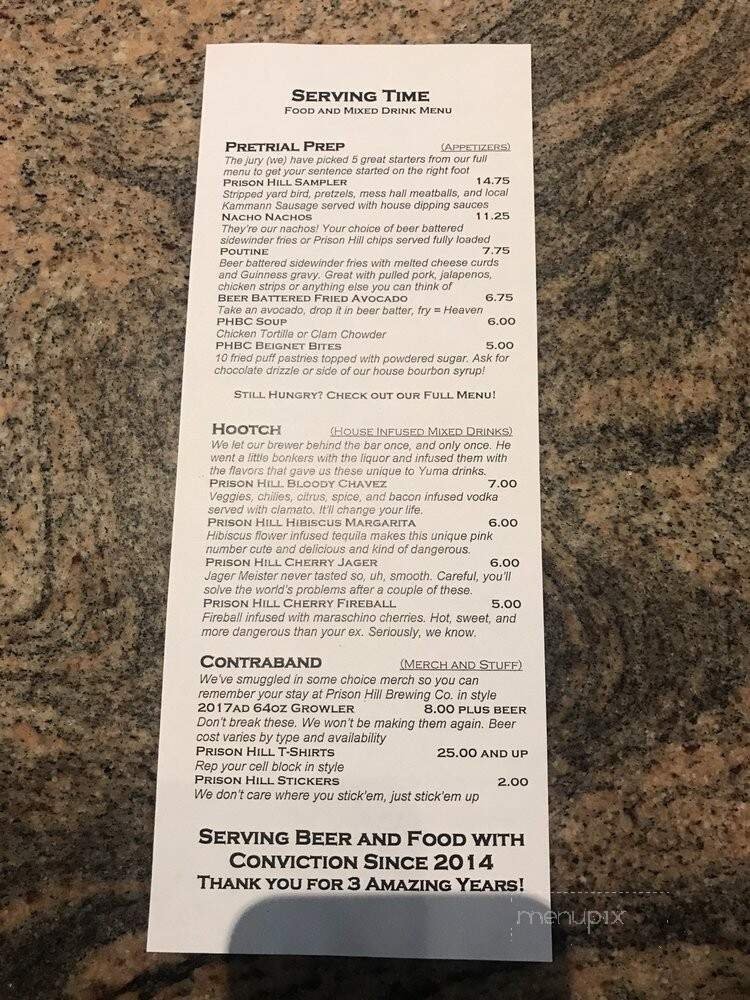 SERVING TIME
FOOD AND MIXED DRINK MENU
PRETRIAL PREP (APPETIZERS)
The jury (we) have picked 5 great starters from our full
menu to get your sentence started on the right foot
PRISON HILL SAMPLER 14.75
Stripped yard bird, pretzels, mess hall meatballs, and local
Kammann Sausage served with house dipping sauces
NACHO NACHOS 11.25
They're our nachos! Your choice of beer battered
sidewinder fries or Prison Hill chips served fully loaded
POUTINE 7.75
Beer battered sidewinder fries with melted cheese curds
and Guinness gravy. Great with pulled pork, jalapenos,
chicken strips or anything else you can think of
BEER BATTERED FRIED AVOCADO 6.75
Take an avocado, drop it in beer batter, fry = Heaven
PHBC SOUP 6.00
Chicken Tortilla or Clam Chowder
PHBC BEIGNET BITES 5.00
10 fried puff pastries topped with powdered sugar. Ask for
chocolate drizzle or side of our house bourbon syrup!
STILL HUNGRY? CHECK OUT OUR FULL MENU!
HOOTCH (HOUSE INFUSED MIXED DRINKS)
We let our brewer behind the bar once, and only once. He
went a little bonkers with the liquor and infused them with
the flavors that gave us these unique to Yuma drinks.
PRISON HILL BLOODY CHAVEZ 7.00
Veggies, chilies, citrus, spice, and bacon infused vodka
served with clamato. It'll change your life.
PRISON HILL HIBISCUS MARGARITA 6.00
Hibiscus flower infused tequila makes this unique pink
number cute and delicious and kind of dangerous.
PRISON HILL CHERRY JAGER 6.00
Jager Meister never tasted so, uh, smooth. Careful, you'll
solve the world's problems after a couple of these.
PRISON HILL CHERRY FIREBALL 5.00
Fireball infused with maraschino cherries. Hot, sweet, and
more dangerous than your ex. Seriously, we know.
CONTRABAND (MERCH AND STUFF)
We've smuggled in some choice merch so you can
remember your stay at Prison Hill Brewing Co. in style
2017AD 64OZ GROWLER 8.00 PLUS BEER
Don't break these. We won't be making them again. Beer
cost varies by type and availability
PRISON HILL T-SHIRTS 25.00 AND UP
Rep your cell block in style
PRISON HILL STICKERS 2.00
We don't care where you stick'em, just stick'em up
SERVING BEER AND FOOD WITH
CONVICTION SINCE 2014
THANK YOU FOR 3 AMAZING YEARS!
menupix